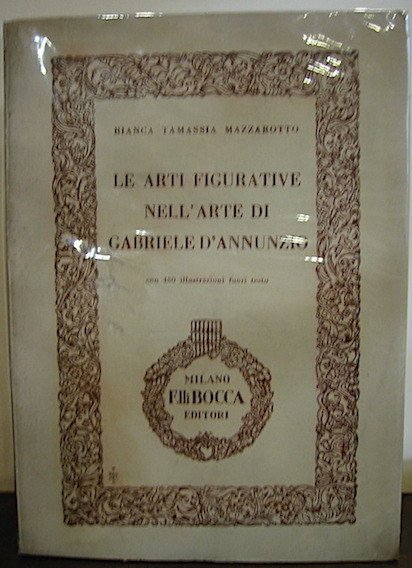 BIANCA TAMASSIA MAZZAROTTO
LE ARTI FIGURATIVE
NELL'ARTE DI
GABRIELE D'ANNUNZIO
con 160 illustrazioni fuori testo
MILANO
F.lli BOCCA
EDITORI